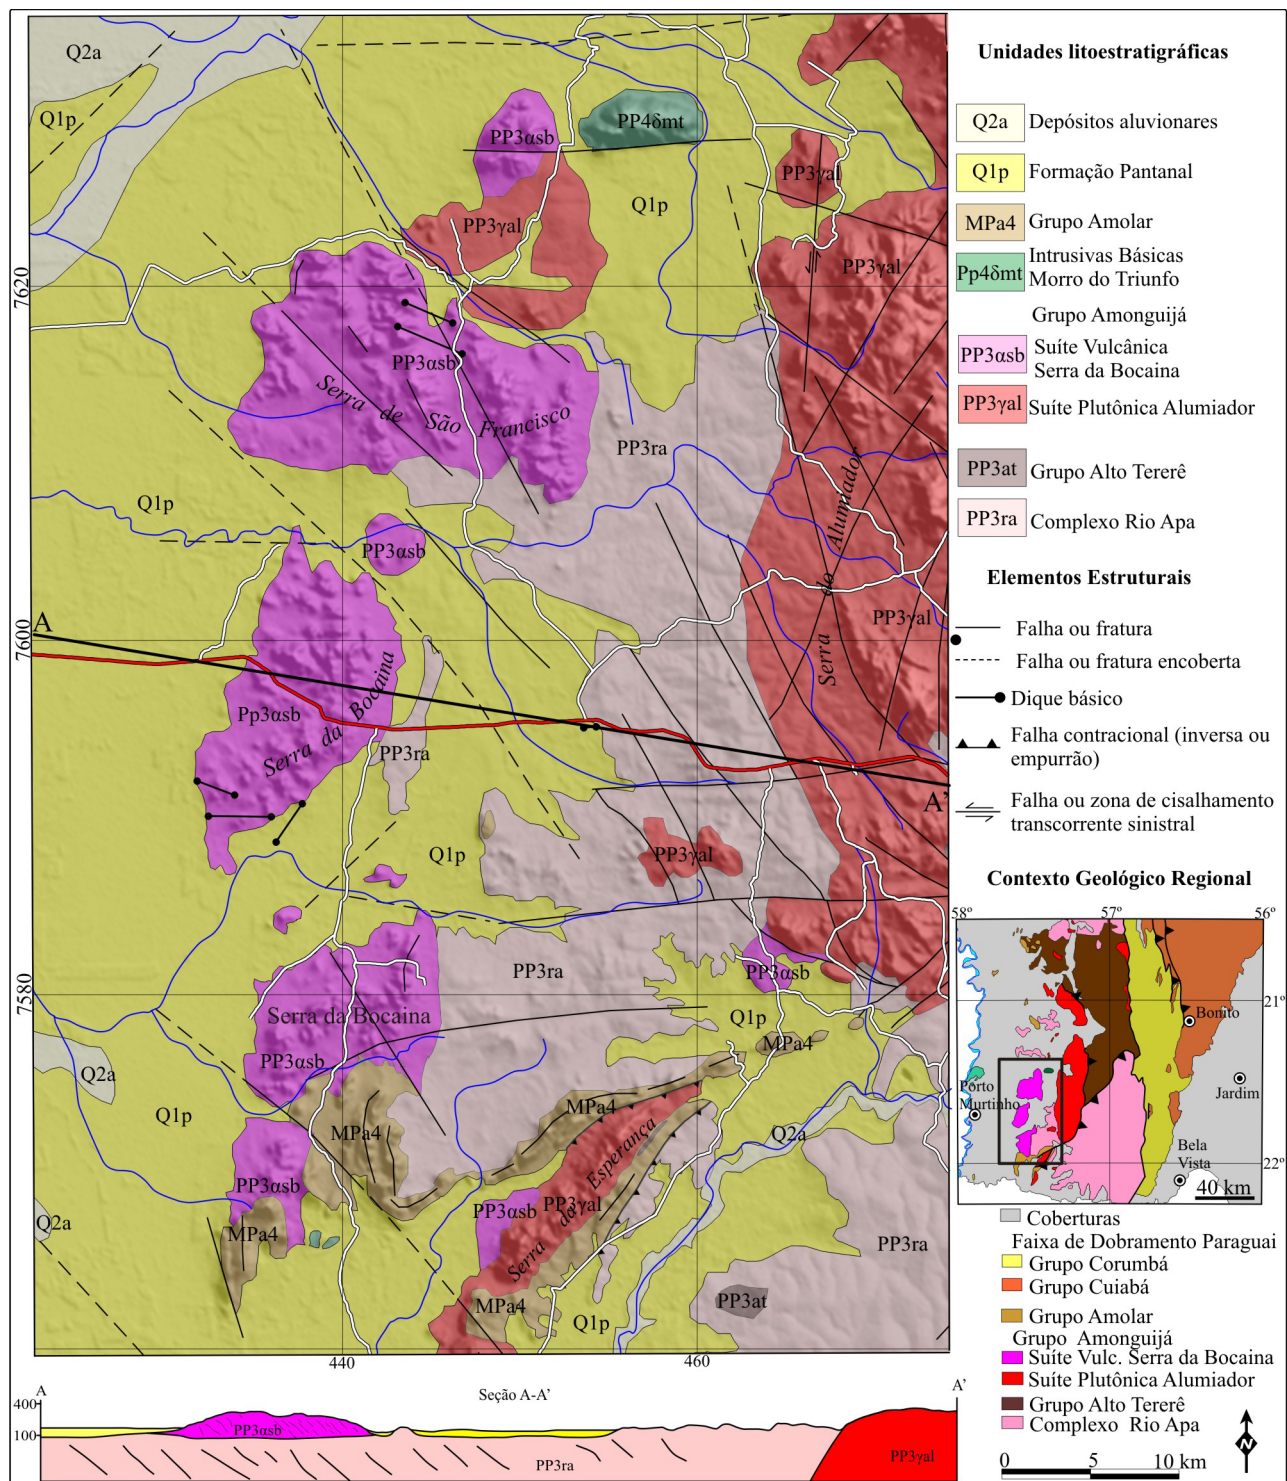 Q2a
Q1p
PP3αsb
PP4δmt
PP3γal
Q1p
PP3γal
PP3γal
7620
PP3αsb
Serra de São Francisco
PP3ra
Q1p
PP3αsb
Serra do Alumiador
PP3γal
A
7600
Pp3αsb
Serra da Bocaina
PP3ra
A'
Q1p
PP3γal
PP3ra
PP3αsb
7580
Serra da Bocaina
Q1p
MPa4
PP3αsb
Q2a
Q1p
MPa4
MPa4
Q2a
PP3αsb
PP3αsb
PP3γal
Serra da Esperança
Q2a
MPa4
PP3ra
PP3at
MPa4
Q1p
440
460
Unidades litoestratigráficas
Q2a Depósitos aluvionares
Q1p Formação Pantanal
MPa4 Grupo Amolar
Pp4δmt Intrusivas Básicas
Morro do Triunfo
Grupo Amonguijá
PP3αsb Suíte Vulcânica
Serra da Bocaina
PP3γal Suíte Plutônica Alumiador
PP3at Grupo Alto Tererê
PP3ra Complexo Rio Apa
Elementos Estruturais
Falha ou fratura
Falha ou fratura encoberta
Dique básico
Falha contracional (inversa ou
empurrão)
Falha ou zona de cisalhamento
transcorrente sinistral
Contexto Geológico Regional
58º 57º 56º
21º
Bonito
Porto
Murtinho
Jardim
Bela
Vista
22º
40 km
Coberturas
Faixa de Dobramento Paraguai
Grupo Corumbá
Grupo Cuiabá
Grupo Amolar
Grupo Amonguijá
Suíte Vulc. Serra da Bocaina
Suíte Plutônica Alumiador
Grupo Alto Tererê
Complexo Rio Apa
N
0 5 10 km
A Seção A-A' A'
400
100
PP3αsb
PP3ra
PP3γal